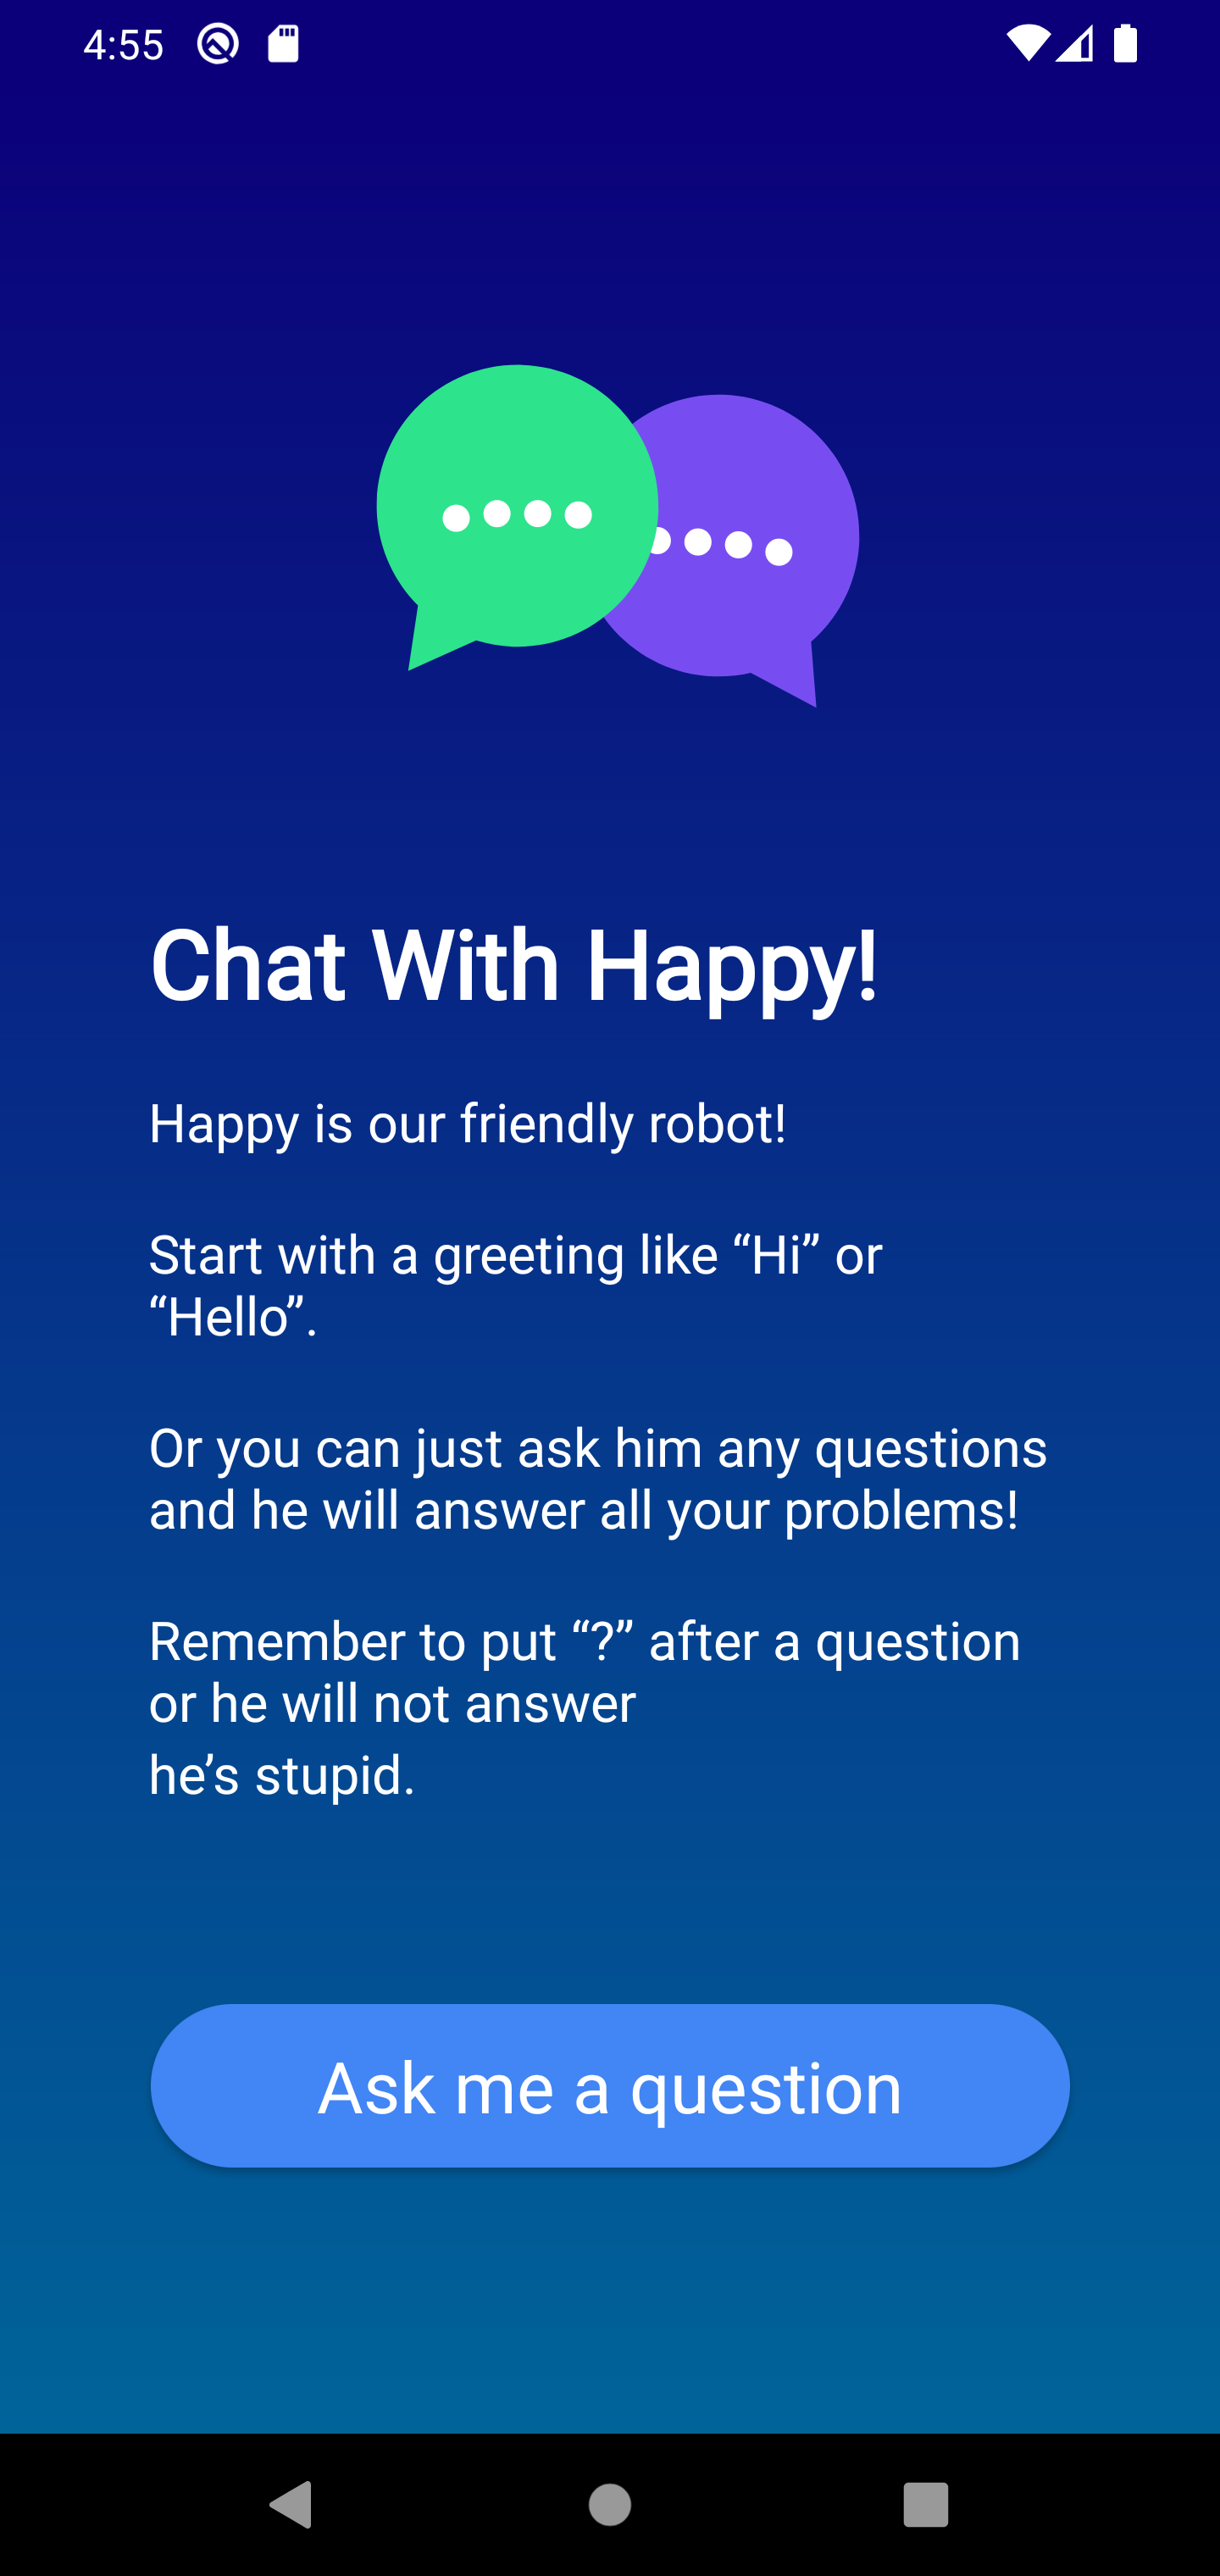 4:55
Chat With Happy!
Happy is our friendly robot!
Start with a greeting like “Hi” or
“Hello”.
Or you can just ask him any questions
and he will answer all your problems!
Remember to put “?” after a question
or he will not answer
he’s stupid.
Ask me a question